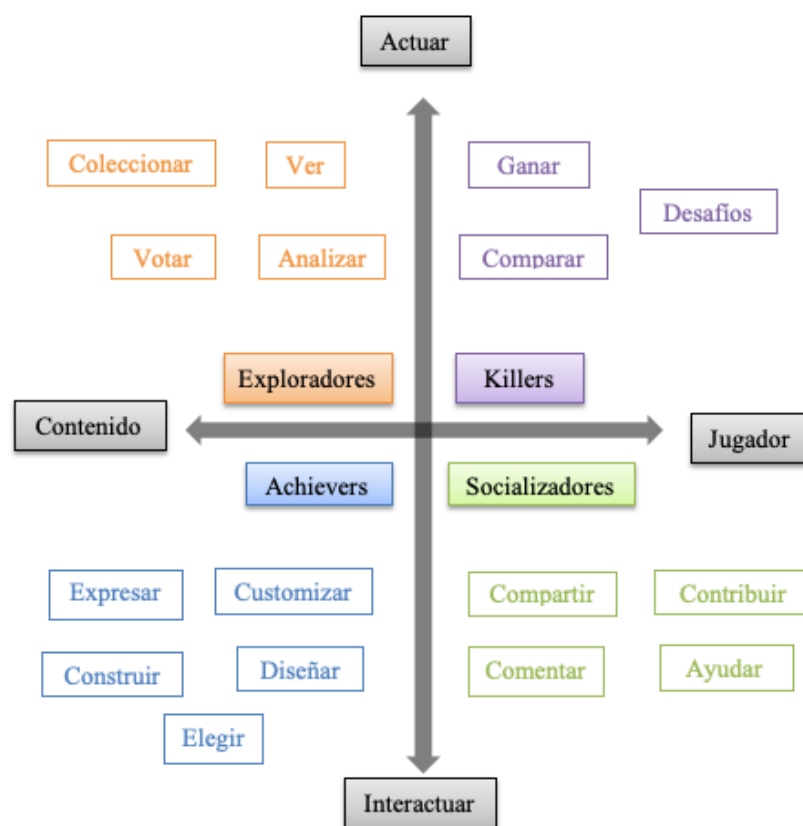 Actuar
Coleccionar
Ver
Ganar
Desafíos
Votar
Analizar
Comparar
Exploradores
Killers
Contenido
Jugador
Achievers
Socializadores
Expresar
Customizar
Compartir
Contribuir
Construir
Diseñar
Comentar
Ayudar
Elegir
Interactuar